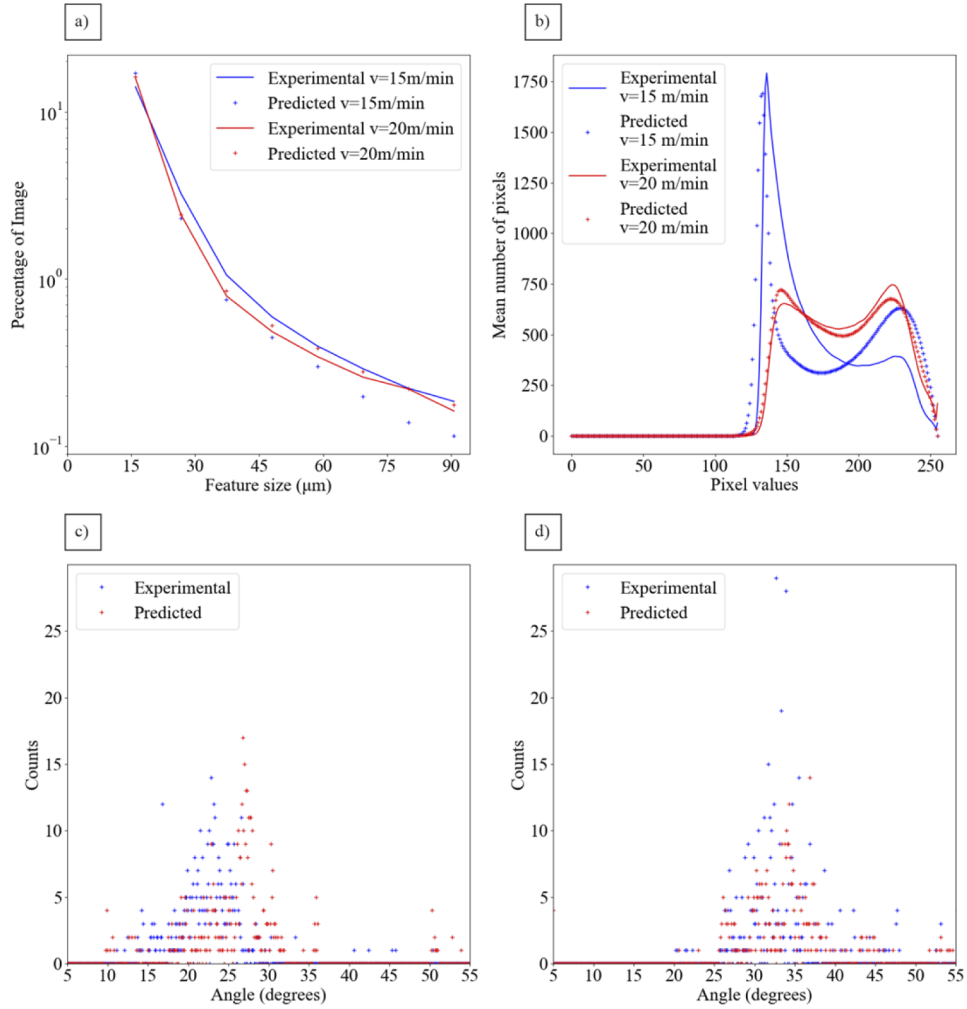 a)
Experimental v=15m/min
Predicted v=15m/min
Experimental v=20m/min
Predicted v=20m/min
Percentage of Image
10^1
10^0
10^-1
0 15 30 45 60 75 90
Feature size (μm)
b)
Experimental
v=15 m/min
Predicted
v=15 m/min
Experimental
v=20 m/min
Predicted
v=20 m/min
Mean number of pixels
1750
1500
1250
1000
750
500
250
0
0 50 100 150 200 250
Pixel values
c)
Experimental
Predicted
Counts
25
20
15
10
5
0
5 10 15 20 25 30 35 40 45 50 55
Angle (degrees)
d)
Experimental
Predicted
Counts
25
20
15
10
5
0
5 10 15 20 25 30 35 40 45 50 55
Angle (degrees)